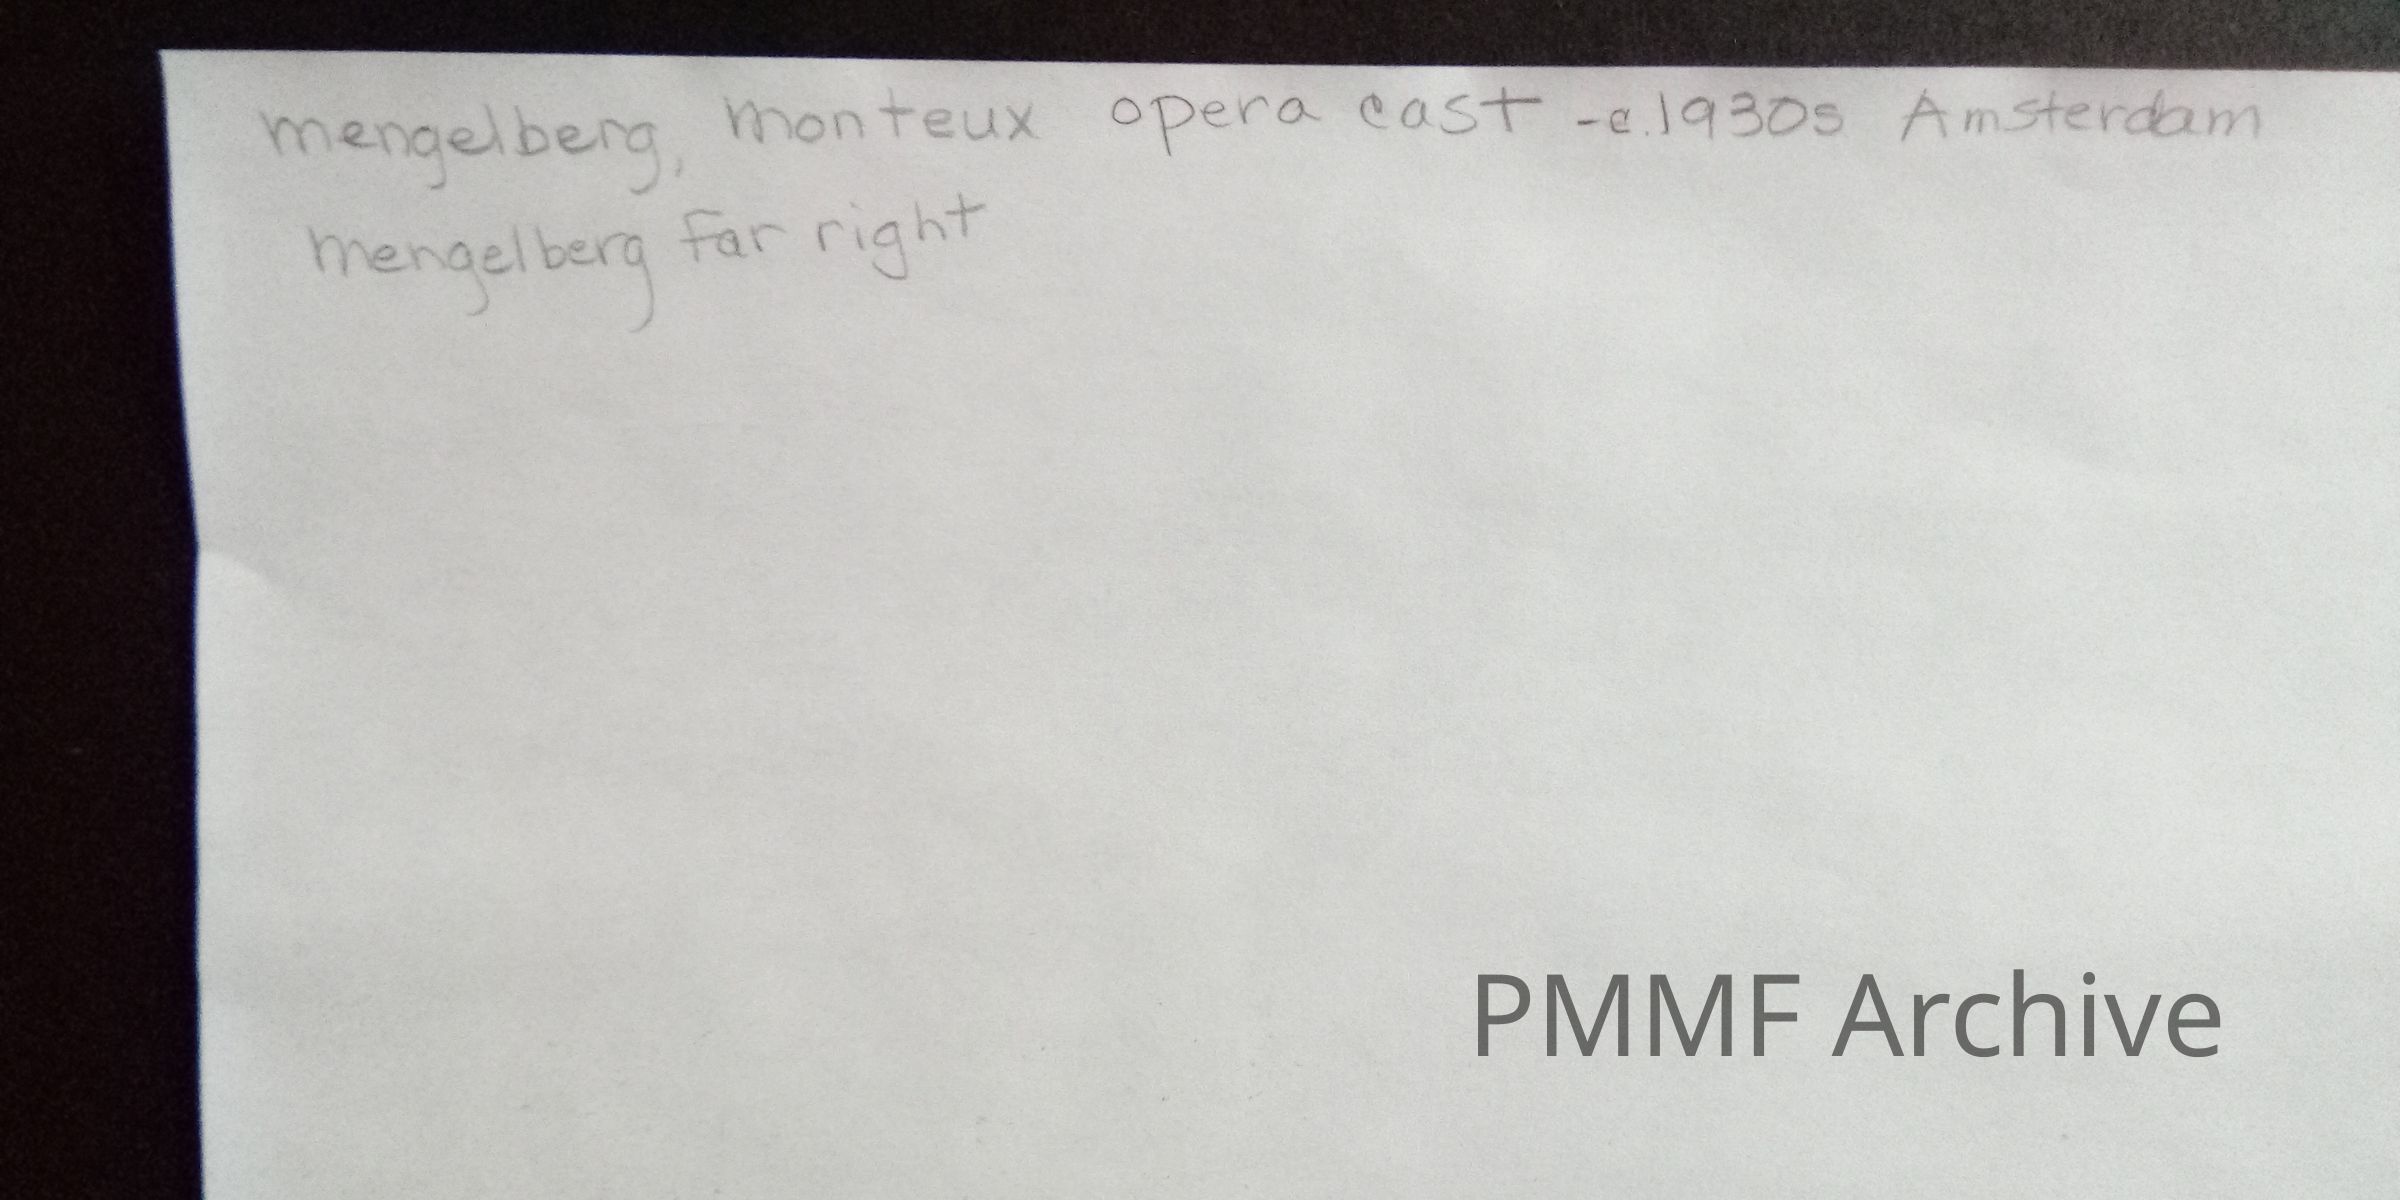 mengelberg, monteux opera cast - c.1930s Amsterdam
mengelberg far right
PMMF Archive